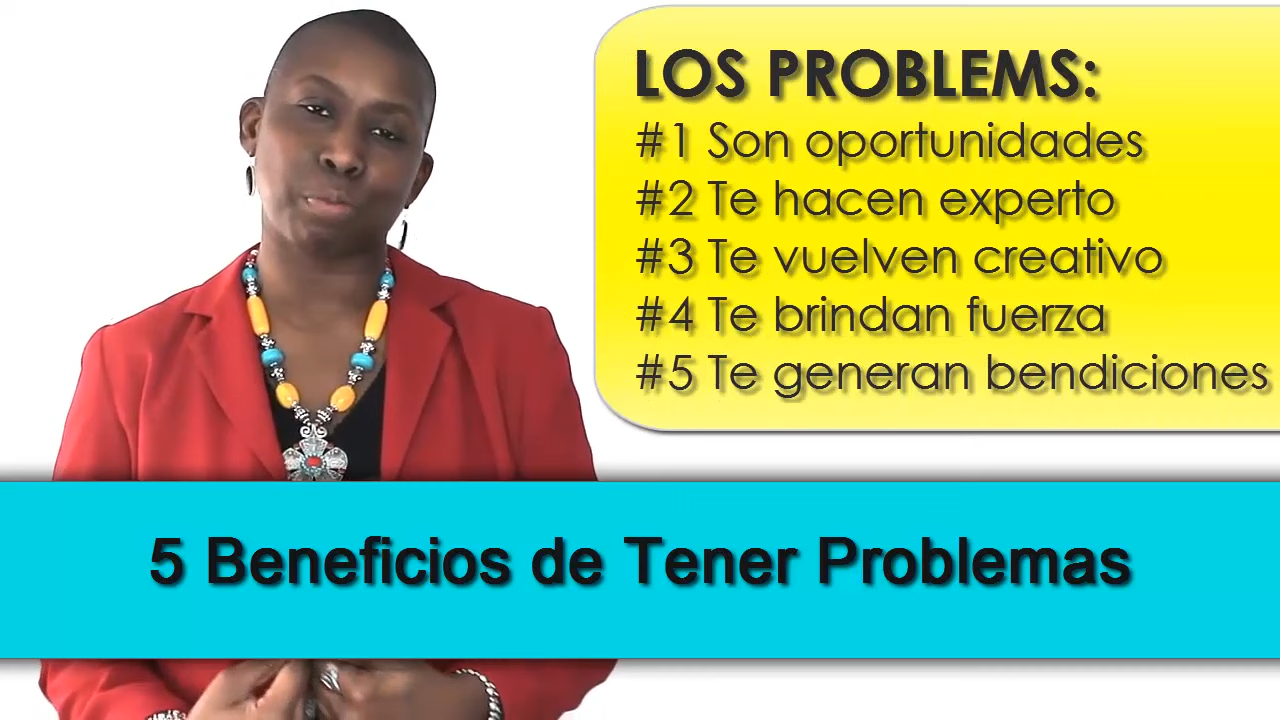 LOS PROBLEMS:
#1 Son oportunidades
#2 Te hacen experto
#3 Te vuelven creativo
#4 Te brindan fuerza
#5 Te generan bendiciones
5 Beneficios de Tener Problemas